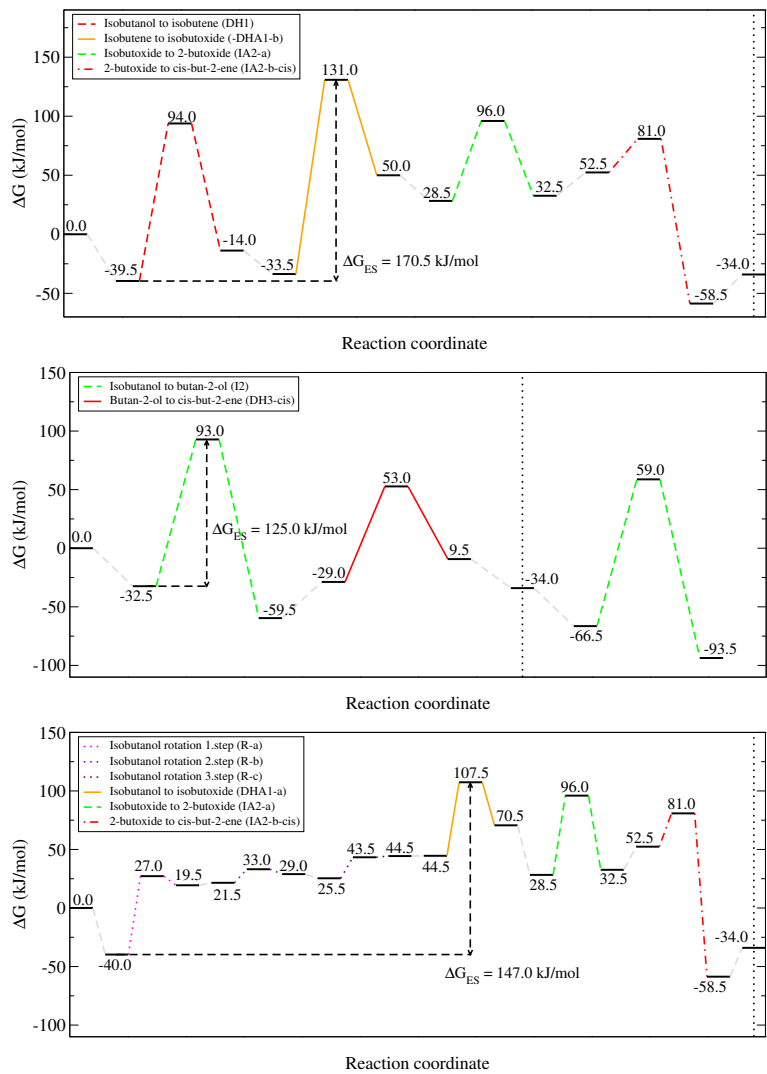 Isobutanol to isobutene (DH1)
Isobutene to isobutoxide (-DHA1-b)
Isobutoxide to 2-butoxide (IA2-a)
2-butoxide to cis-but-2-ene (IA2-b-cis)
150
100
50
0
-50
ΔG (kJ/mol)
0.0
-39.5
94.0
-14.0
-33.5
131.0
50.0
28.5
96.0
32.5
52.5
81.0
-58.5
-34.0
ΔG_ES = 170.5 kJ/mol
Reaction coordinate
Isobutanol to butan-2-ol (I2)
Butan-2-ol to cis-but-2-ene (DH3-cis)
150
100
50
0
-50
-100
ΔG (kJ/mol)
0.0
-32.5
93.0
-59.5
-29.0
53.0
9.5
-34.0
-66.5
59.0
-93.5
ΔG_ES = 125.0 kJ/mol
Reaction coordinate
Isobutanol rotation 1.step (R-a)
Isobutanol rotation 2.step (R-b)
Isobutanol rotation 3.step (R-c)
Isobutanol to isobutoxide (DHA1-a)
Isobutoxide to 2-butoxide (IA2-a)
2-butoxide to cis-but-2-ene (IA2-b-cis)
150
100
50
0
-50
-100
ΔG (kJ/mol)
0.0
-40.0
27.0
19.5
21.5
33.0
29.0
25.5
43.5
44.5
44.5
107.5
70.5
28.5
96.0
32.5
52.5
81.0
-58.5
-34.0
ΔG_ES = 147.0 kJ/mol
Reaction coordinate